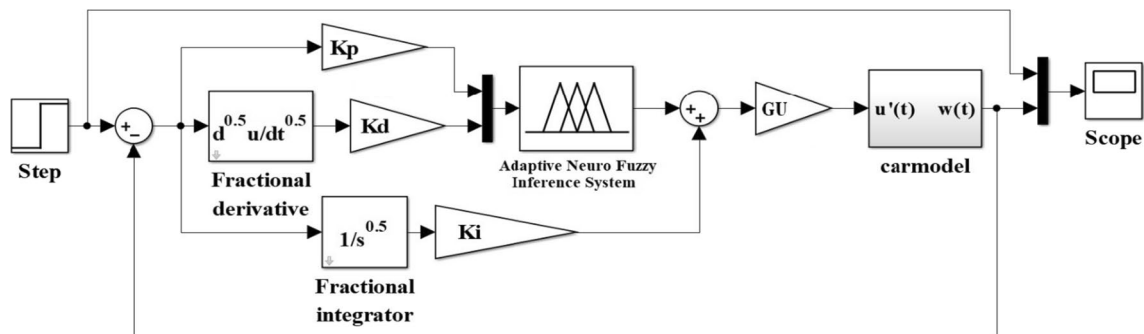 Kp
d^0.5 u/dt^0.5
Kd
GU
u'(t) w(t)
Step
Fractional
derivative
Adaptive Neuro Fuzzy
Inference System
carmodel
Scope
1/s^0.5
Ki
Fractional
integrator